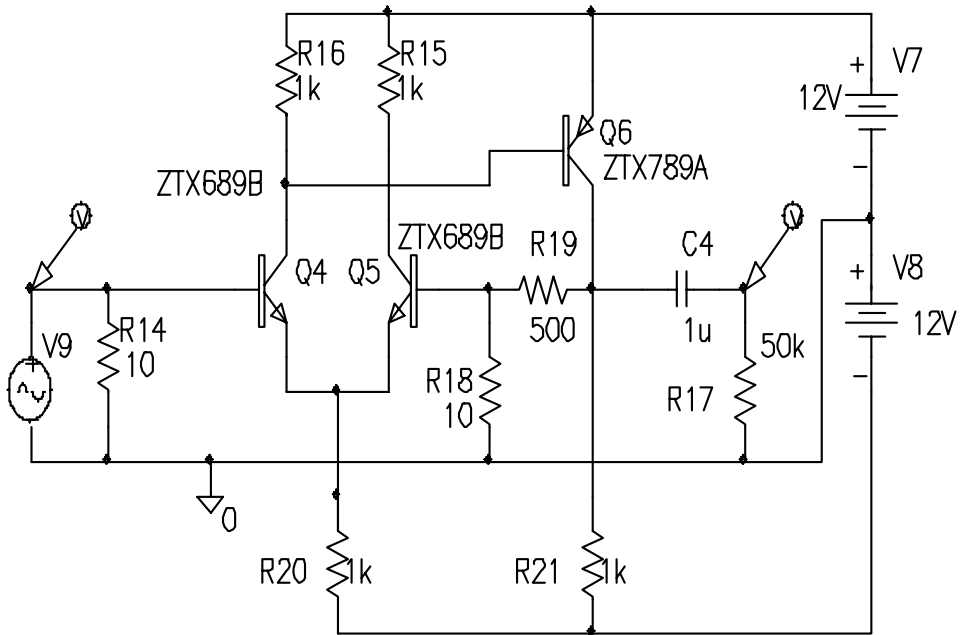 R16
1k
R15
1k
V7
+
12V
-
Q6
ZTX789A
ZTX689B
V
ZTX689B
R19
500
C4
1u
V
V8
+
12V
-
Q4
Q5
R14
10
V9
+
R18
10
50k
R17
0
R20
1k
R21
1k